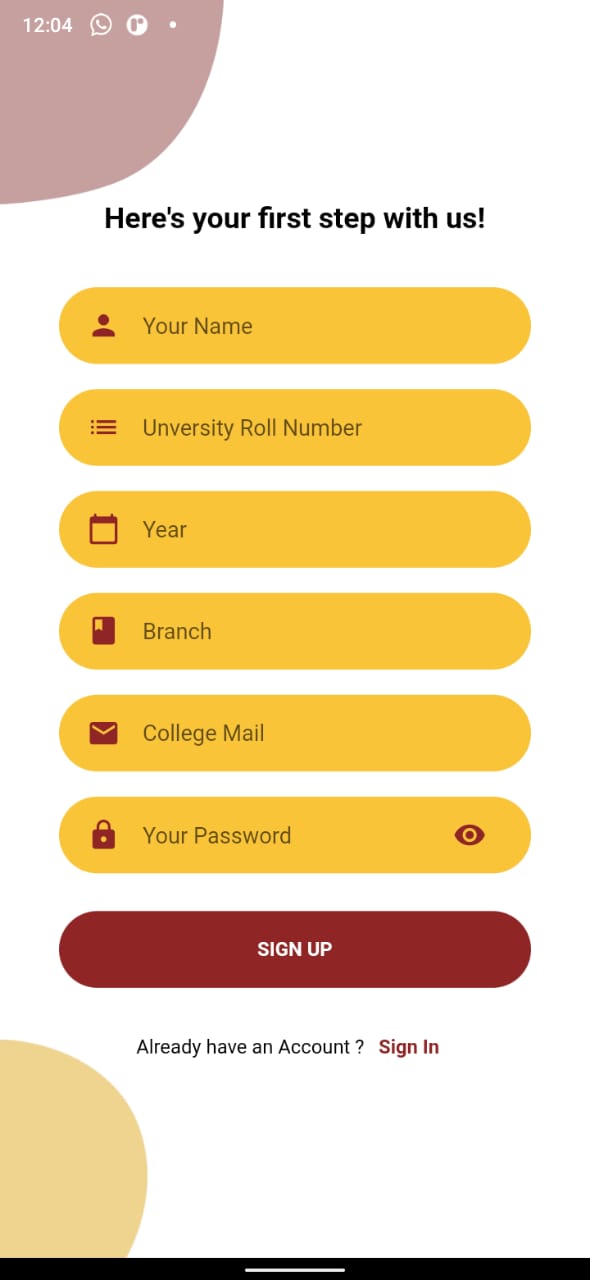 12:04
Here's your first step with us!
Your Name
Unversity Roll Number
Year
Branch
College Mail
Your Password
SIGN UP
Already have an Account ? Sign In